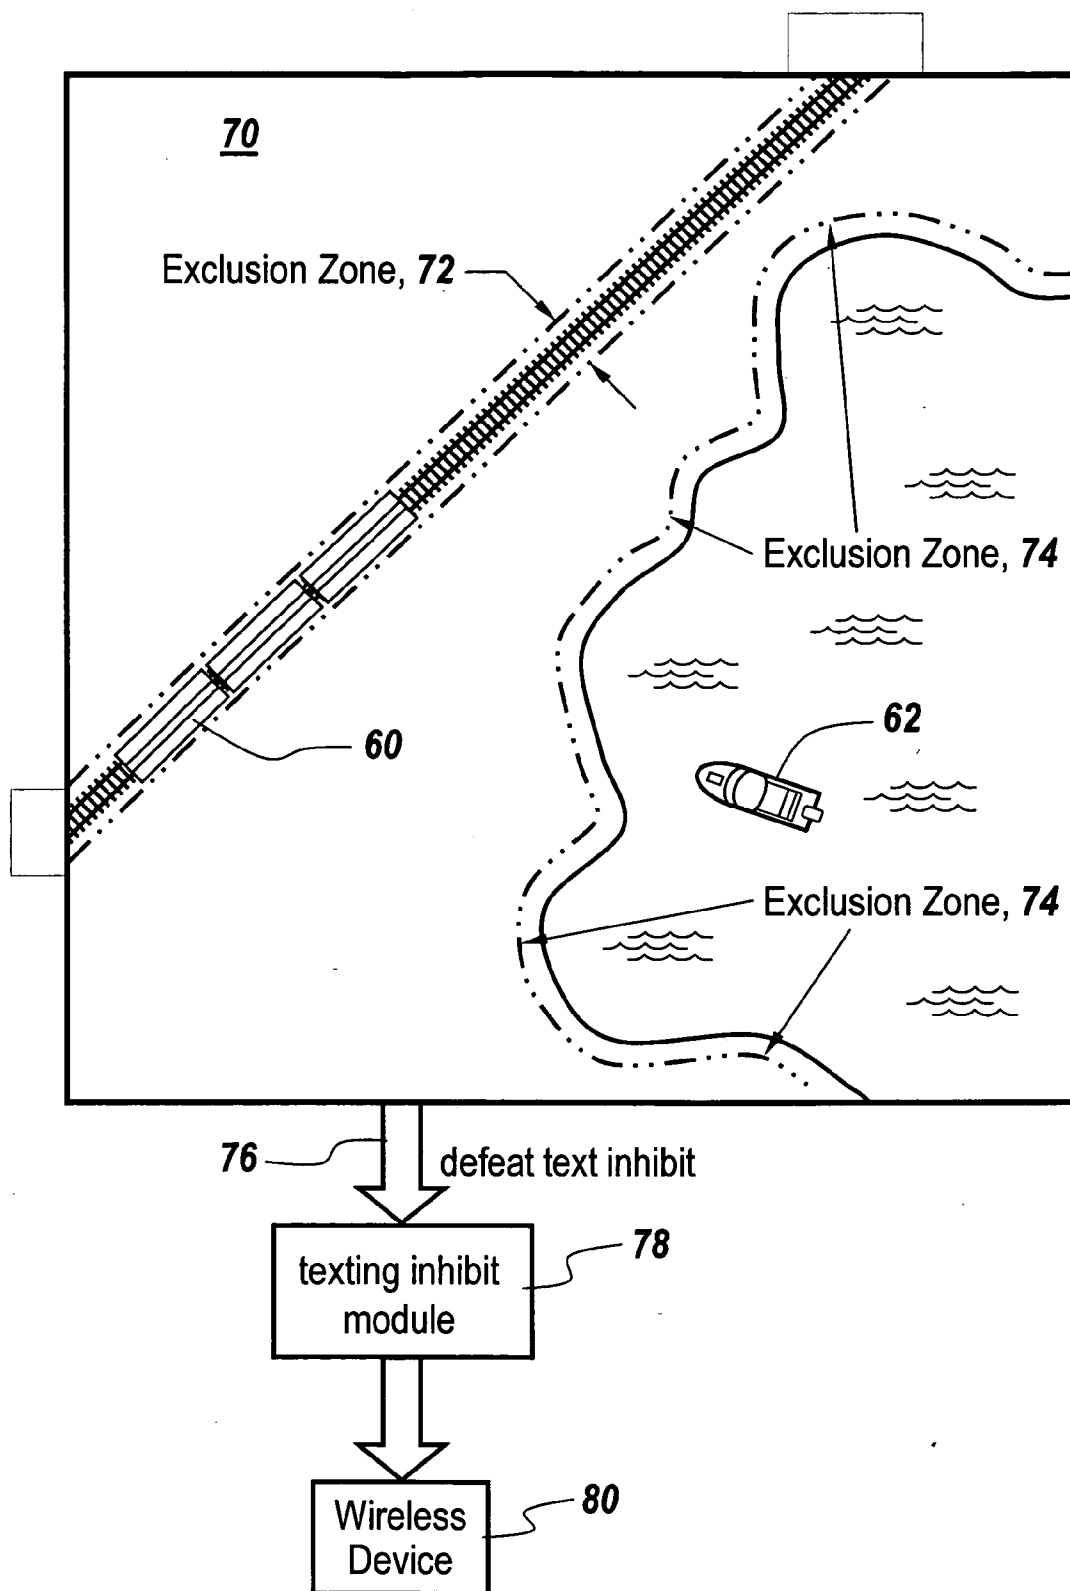 70
Exclusion Zone, 72
Exclusion Zone, 74
62
60
Exclusion Zone, 74
76
defeat text inhibit
78
texting inhibit
module
80
Wireless
Device